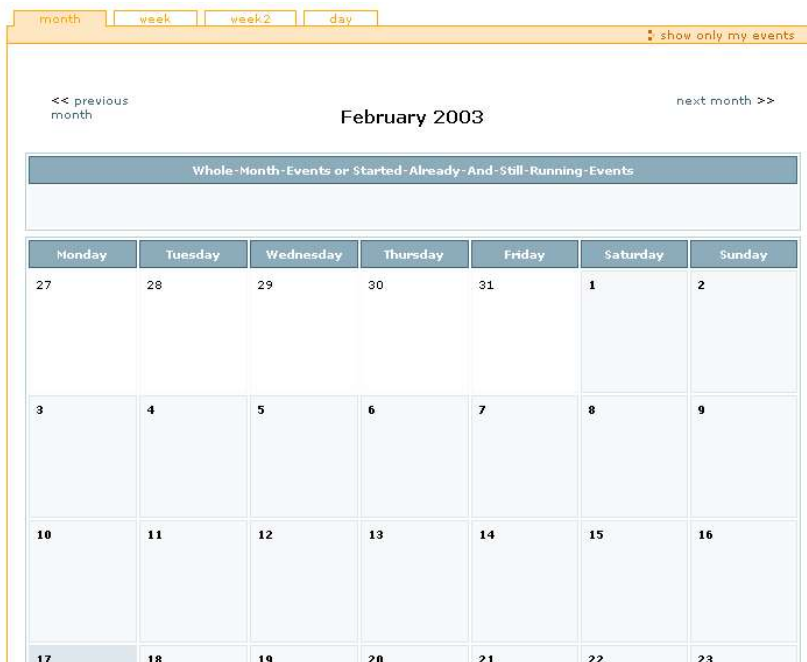 month week week2 day
show only my events
<< previous month
February 2003
next month >>
Whole-Month-Events or Started-Already-And-Still-Running-Events
Monday Tuesday Wednesday Thursday Friday Saturday Sunday
27 28 29 30 31 1 2
3 4 5 6 7 8 9
10 11 12 13 14 15 16
17 18 19 20 21 22 23